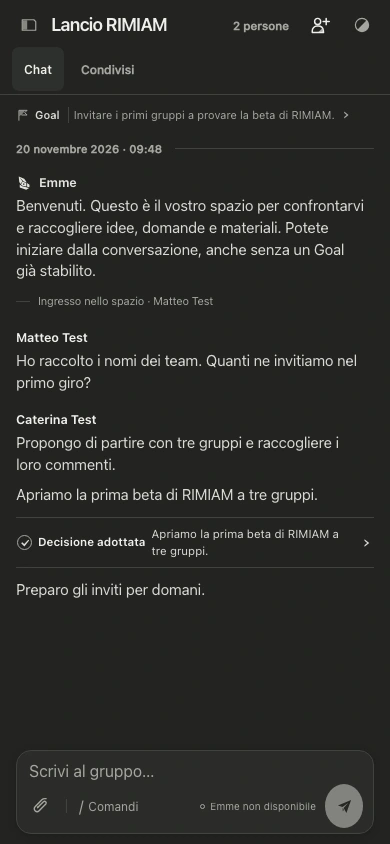 Lancio RIMIAM
2 persone
Chat
Condivisi
Goal
Invitare i primi gruppi a provare la beta di RIMIAM.
20 novembre 2026 · 09:48
Emme
Benvenuti. Questo è il vostro spazio per confrontarvi
e raccogliere idee, domande e materiali. Potete
iniziare dalla conversazione, anche senza un Goal
già stabilito.
Ingresso nello spazio · Matteo Test
Matteo Test
Ho raccolto i nomi dei team. Quanti ne invitiamo nel
primo giro?
Caterina Test
Propongo di partire con tre gruppi e raccogliere i
loro commenti.
Apriamo la prima beta di RIMIAM a tre gruppi.
Decisione adottata
Apriamo la prima beta di RIMIAM a
tre gruppi.
Preparo gli inviti per domani.
Scrivi al gruppo...
/ Comandi
Emme non disponibile